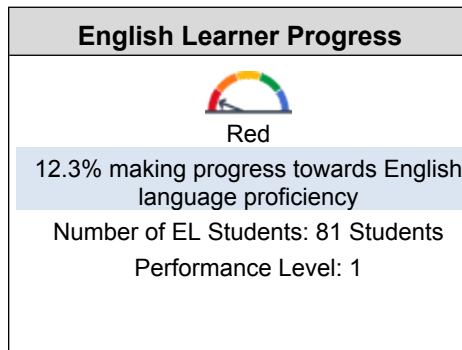 English Learner Progress
Red
12.3% making progress towards English
language proficiency
Number of EL Students: 81 Students
Performance Level: 1